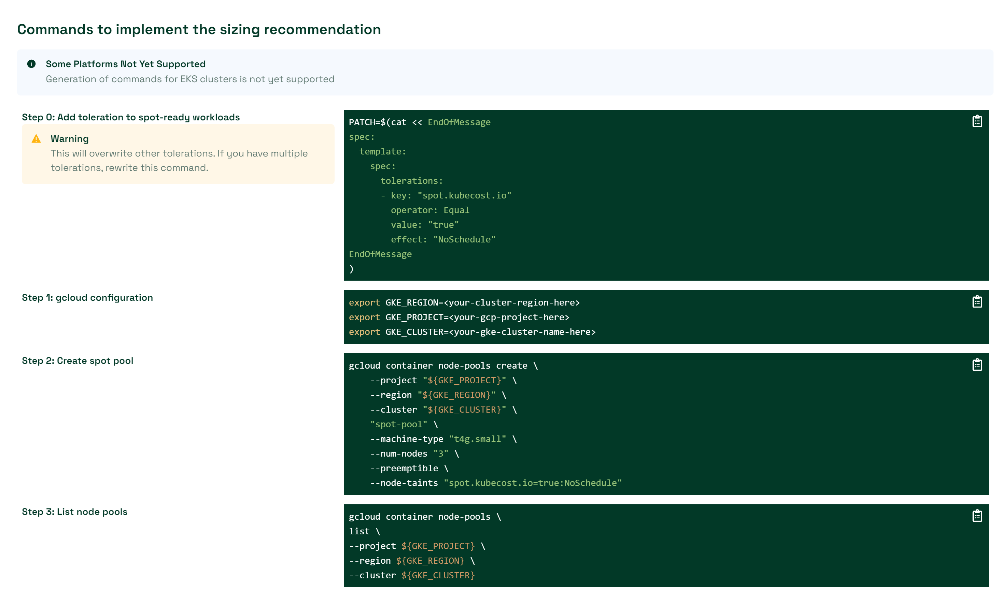 Commands to implement the sizing recommendation
Some Platforms Not Yet Supported
Generation of commands for EKS clusters is not yet supported
Step 0: Add toleration to spot-ready workloads
Warning
This will overwrite other tolerations. If you have multiple
tolerations, rewrite this command.
PATCH=$(cat << EndOfMessage
spec:
  template:
    spec:
      tolerations:
      - key: "spot.kubecost.io"
        operator: Equal
        value: "true"
        effect: "NoSchedule"
EndOfMessage
)
Step 1: gcloud configuration
export GKE_REGION=<your-cluster-region-here>
export GKE_PROJECT=<your-gcp-project-here>
export GKE_CLUSTER=<your-gke-cluster-name-here>
Step 2: Create spot pool
gcloud container node-pools create \
    --project "${GKE_PROJECT}" \
    --region "${GKE_REGION}" \
    --cluster "${GKE_CLUSTER}" \
    "spot-pool" \
    --machine-type "t4g.small" \
    --num-nodes "3" \
    --preemptible \
    --node-taints "spot.kubecost.io=true:NoSchedule"
Step 3: List node pools
gcloud container node-pools \
list \
--project ${GKE_PROJECT} \
--region ${GKE_REGION} \
--cluster ${GKE_CLUSTER}